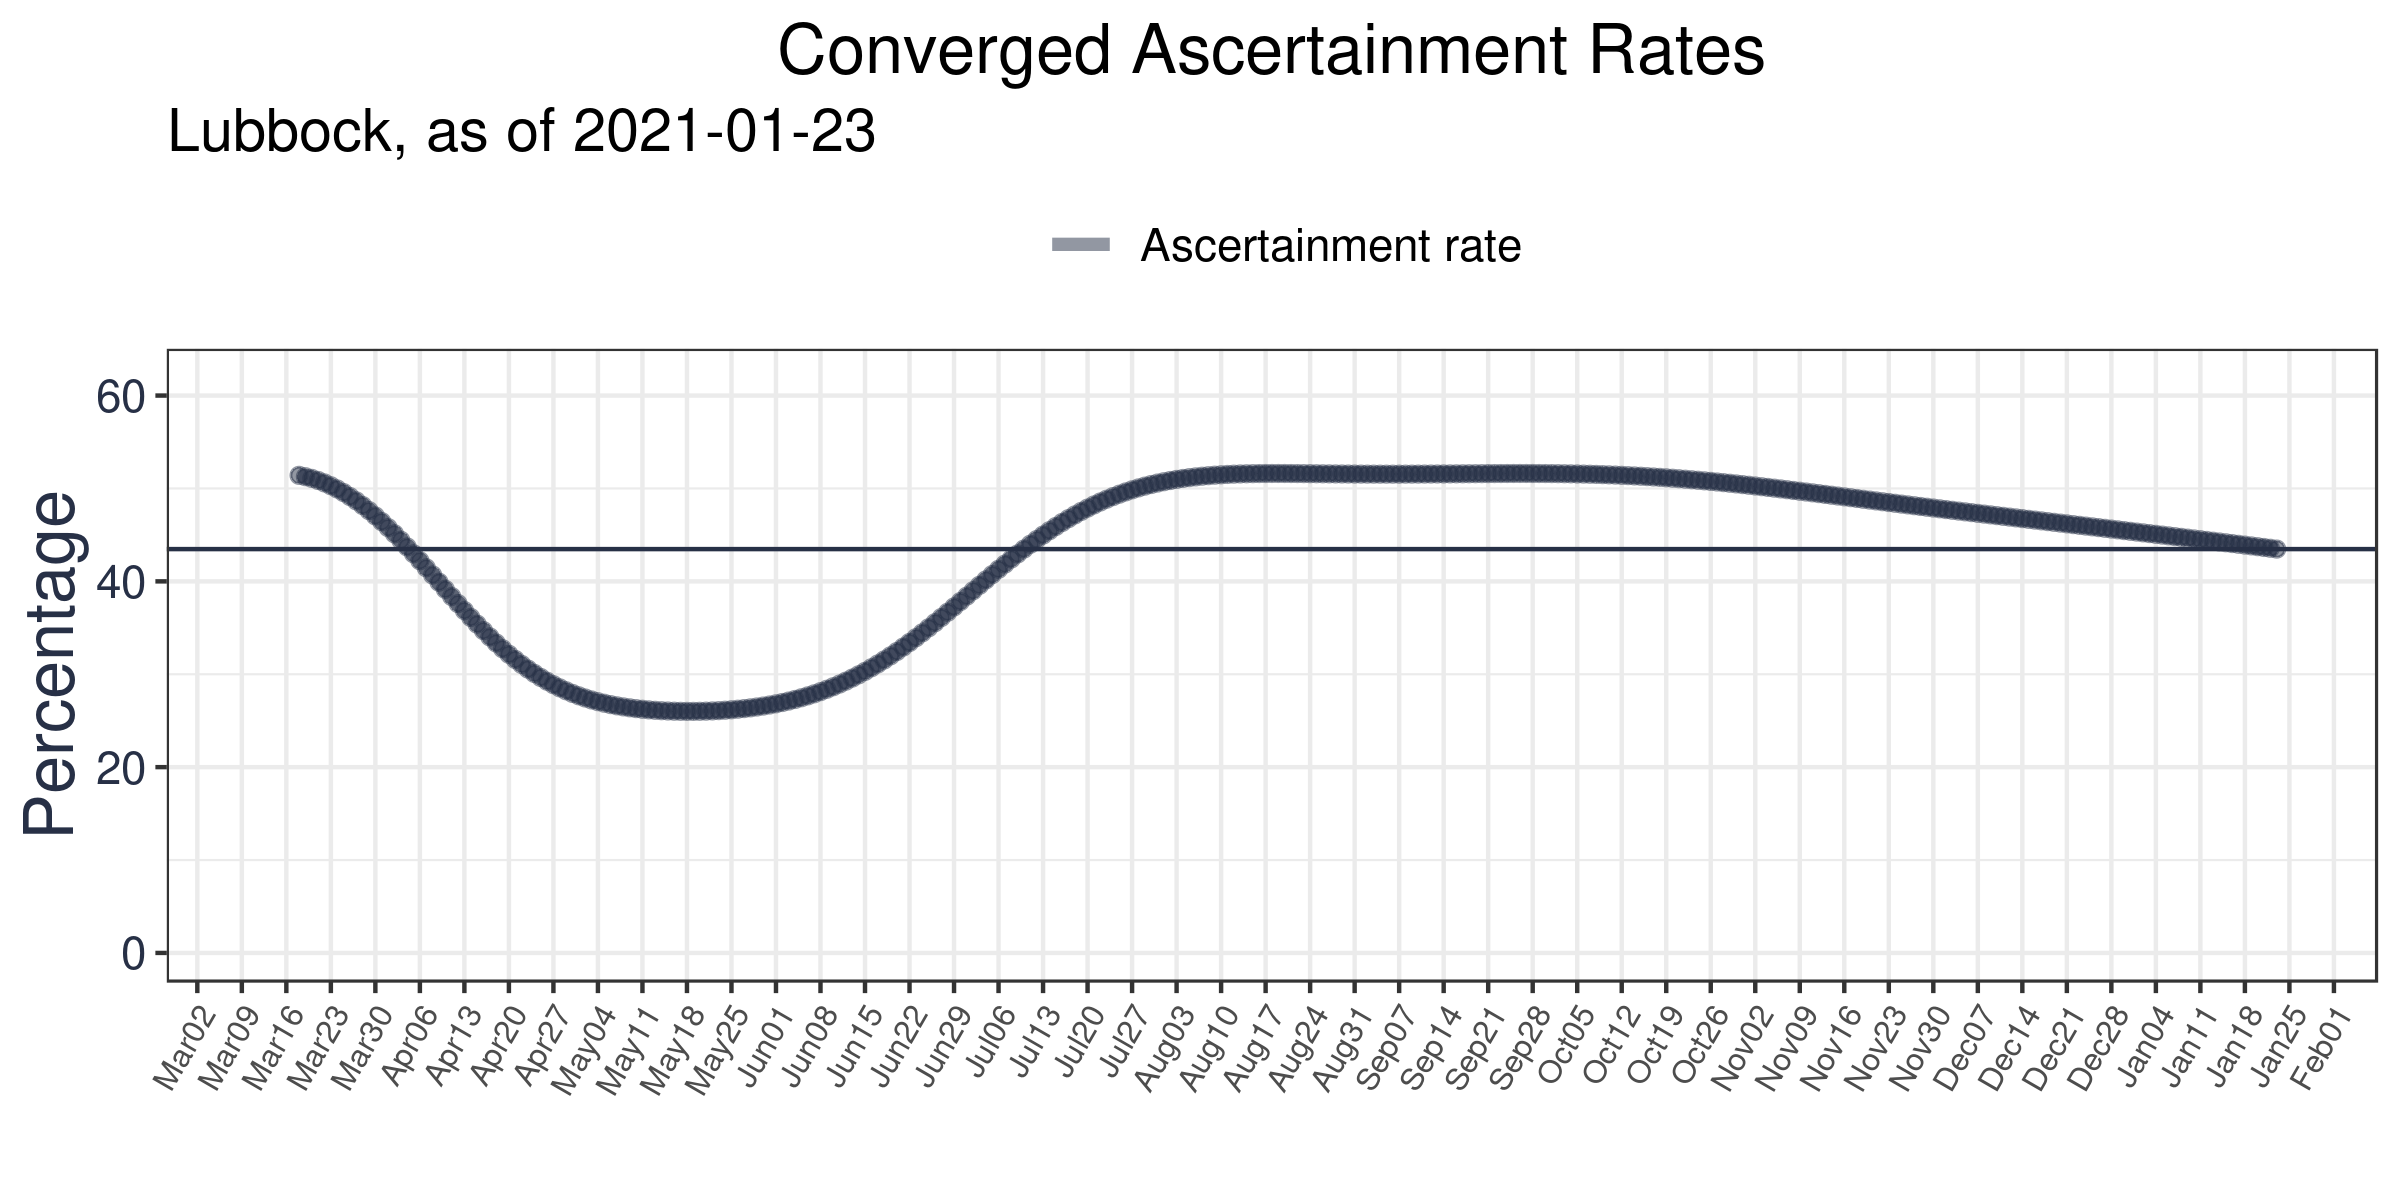 Converged Ascertainment Rates
Lubbock, as of 2021-01-23
Ascertainment rate
Percentage
60
40
20
0
Mar02 Mar09 Mar16 Mar23 Mar30 Apr06 Apr13 Apr20 Apr27 May04 May11 May18 May25 Jun01 Jun08 Jun15 Jun22 Jun29 Jul06 Jul13 Jul20 Jul27 Aug03 Aug10 Aug17 Aug24 Aug31 Sep07 Sep14 Sep21 Sep28 Oct05 Oct12 Oct19 Oct26 Nov02 Nov09 Nov16 Nov23 Nov30 Dec07 Dec14 Dec21 Dec28 Jan04 Jan11 Jan18 Jan25 Feb01